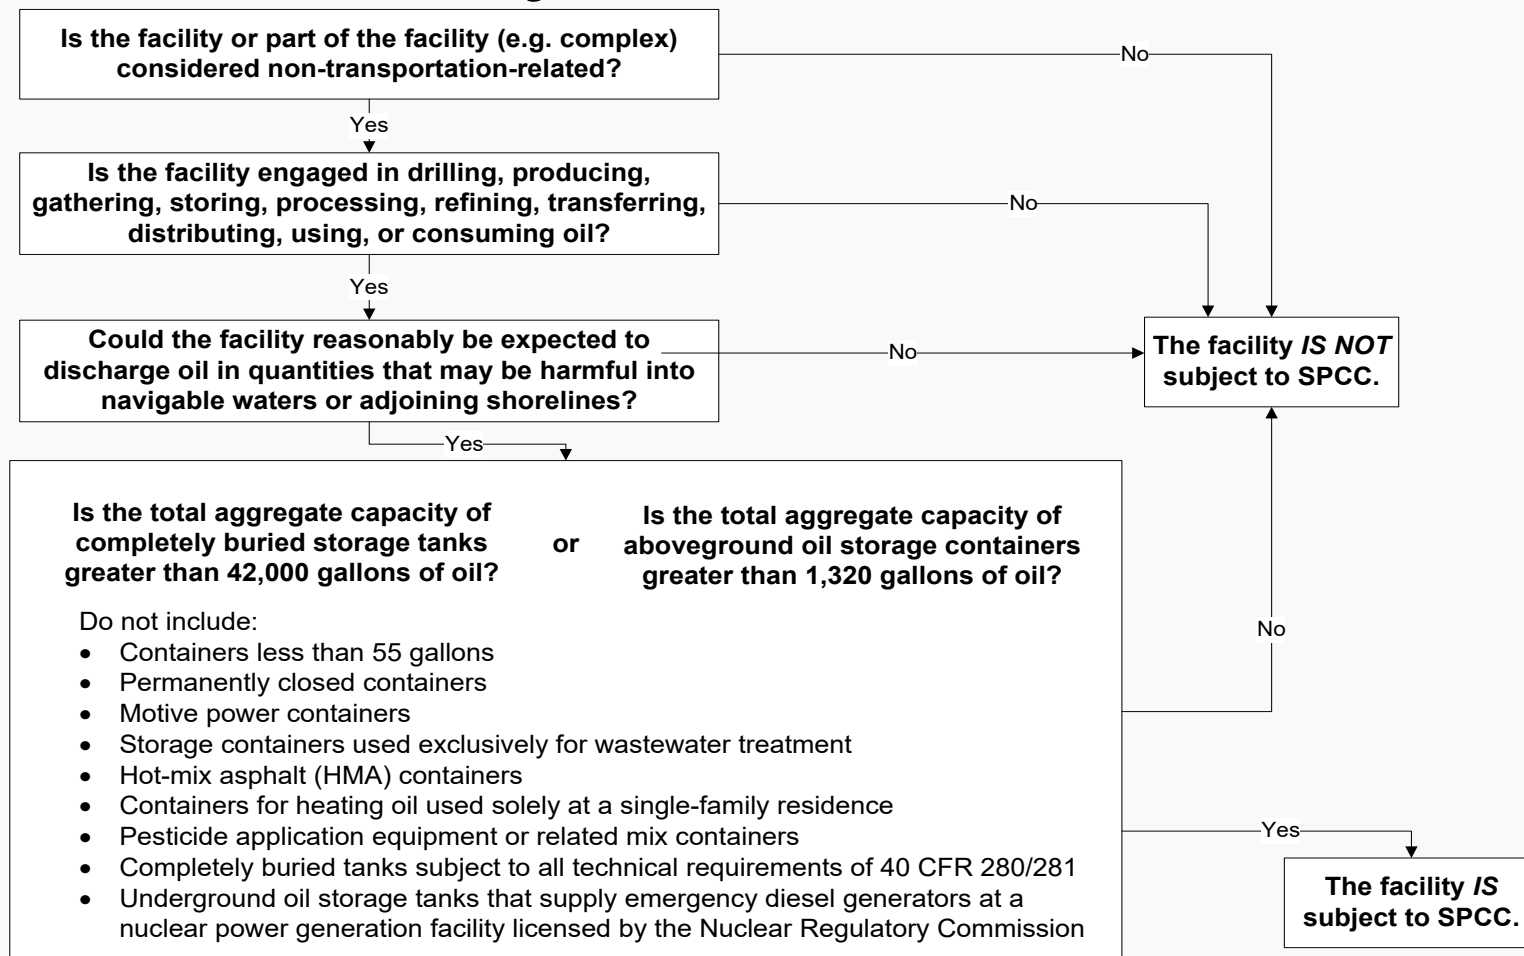 Is the facility or part of the facility (e.g. complex)
considered non-transportation-related?
No
Yes
Is the facility engaged in drilling, producing,
gathering, storing, processing, refining, transferring,
distributing, using, or consuming oil?
No
Yes
Could the facility reasonably be expected to
discharge oil in quantities that may be harmful into
navigable waters or adjoining shorelines?
No
The facility IS NOT
subject to SPCC.
Yes
Is the total aggregate capacity of
completely buried storage tanks
greater than 42,000 gallons of oil?
or
Is the total aggregate capacity of
aboveground oil storage containers
greater than 1,320 gallons of oil?
Do not include:
• Containers less than 55 gallons
• Permanently closed containers
• Motive power containers
• Storage containers used exclusively for wastewater treatment
• Hot-mix asphalt (HMA) containers
• Containers for heating oil used solely at a single-family residence
• Pesticide application equipment or related mix containers
• Completely buried tanks subject to all technical requirements of 40 CFR 280/281
• Underground oil storage tanks that supply emergency diesel generators at a
nuclear power generation facility licensed by the Nuclear Regulatory Commission
No
Yes
The facility IS
subject to SPCC.